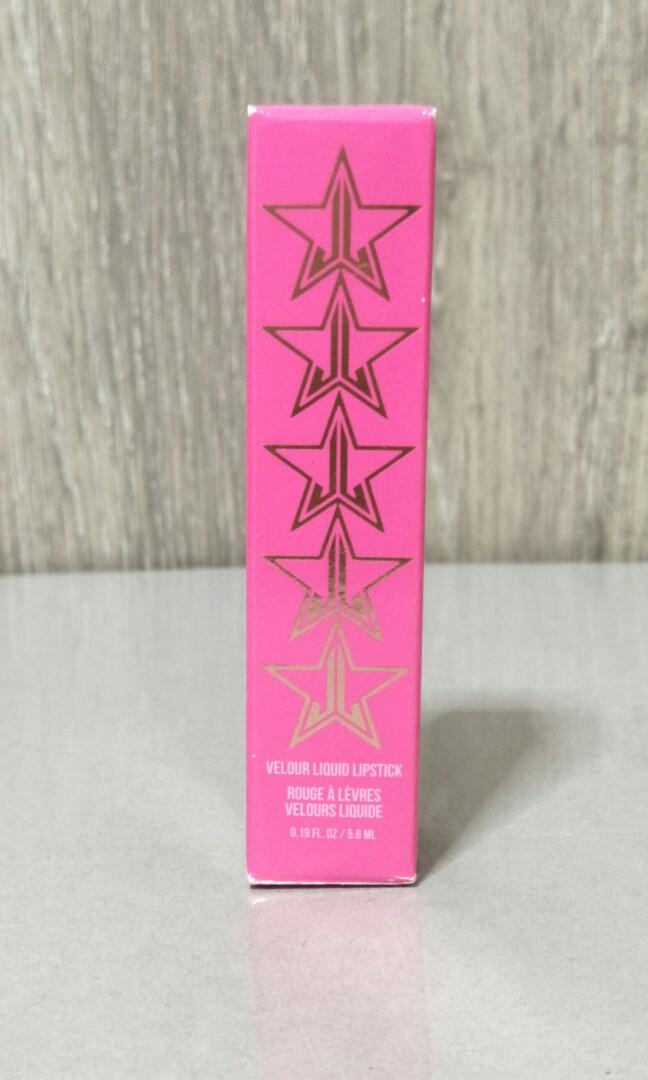 VELOUR LIQUID LIPSTICK
ROUGE À LÈVRES
VELOURS LIQUIDE
0.19 FL. OZ / 5.6 ML